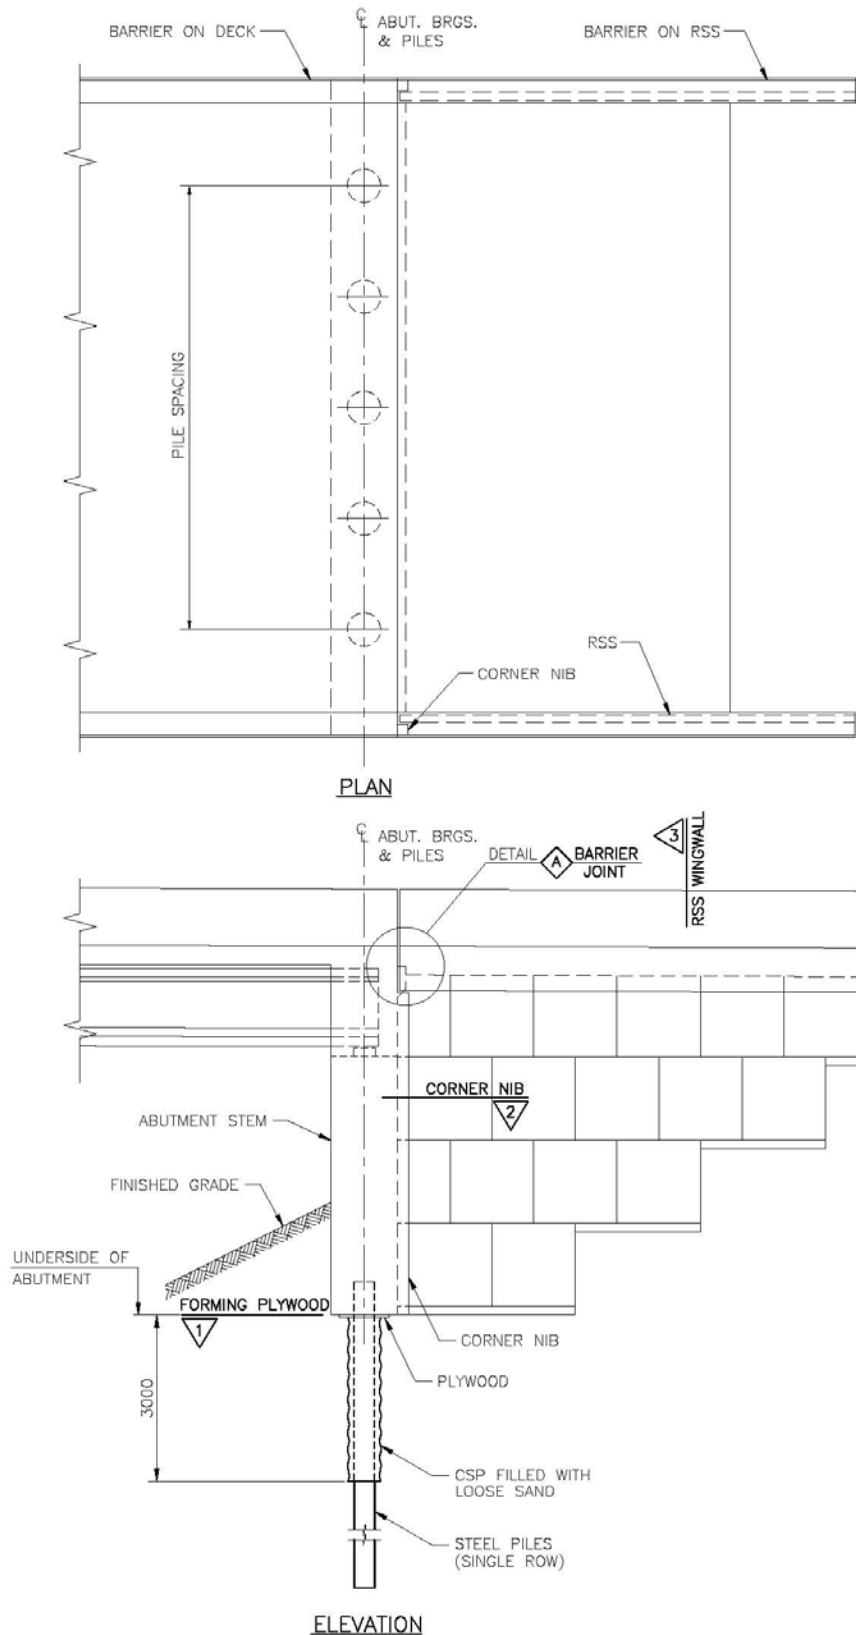 ℄ ABUT. BRGS.
& PILES
BARRIER ON DECK
BARRIER ON RSS
PILE SPACING
RSS
CORNER NIB
PLAN
℄ ABUT. BRGS.
& PILES
DETAIL A BARRIER
JOINT
3
RSS WINGWALL
CORNER NIB
2
ABUTMENT STEM
FINISHED GRADE
UNDERSIDE OF
ABUTMENT
FORMING PLYWOOD
1
CORNER NIB
PLYWOOD
3000
CSP FILLED WITH
LOOSE SAND
STEEL PILES
(SINGLE ROW)
ELEVATION